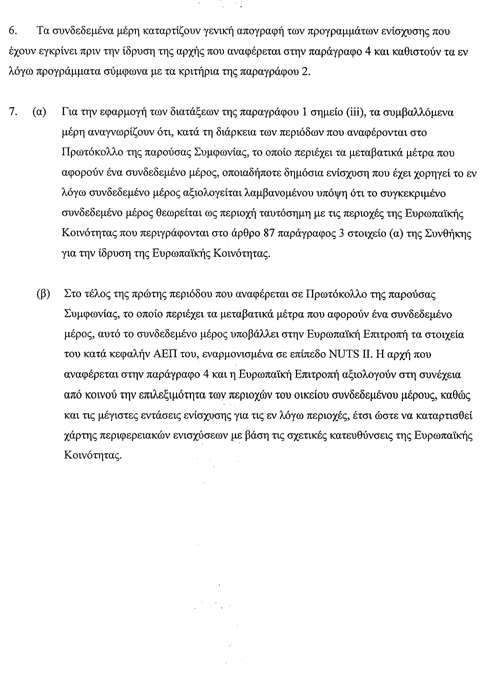 6. Τα συνδεδεμένα μέρη καταρτίζουν γενική απογραφή των προγραμμάτων ενίσχυσης που
έχουν εγκρίνει πριν την ίδρυση της αρχής που αναφέρεται στην παράγραφο 4 και καθιστούν τα εν
λόγω προγράμματα σύμφωνα με τα κριτήρια της παραγράφου 2.
7. (α) Για την εφαρμογή των διατάξεων της παραγράφου 1 σημείο (iii), τα συμβαλλόμενα
μέρη αναγνωρίζουν ότι, κατά τη διάρκεια των περιόδων που αναφέρονται στο
Πρωτόκολλο της παρούσας Συμφωνίας, το οποίο περιέχει τα μεταβατικά μέτρα που
αφορούν ένα συνδεδεμένο μέρος, οποιαδήποτε δημόσια ενίσχυση που έχει χορηγεί το εν
λόγω συνδεδεμένο μέρος αξιολογείται λαμβανομένου υπόψη ότι το συγκεκριμένο
συνδεδεμένο μέρος θεωρείται ως περιοχή ταυτόσημη με τις περιοχές της Ευρωπαϊκής
Κοινότητας που περιγράφονται στο άρθρο 87 παράγραφος 3 στοιχείο (α) της Συνθήκης
για την ίδρυση της Ευρωπαϊκής Κοινότητας.
(β) Στο τέλος της πρώτης περιόδου που αναφέρεται σε Πρωτόκολλο της παρούσας
Συμφωνίας, το οποίο περιέχει τα μεταβατικά μέτρα που αφορούν ένα συνδεδεμένο
μέρος, αυτό το συνδεδεμένο μέρος υποβάλλει στην Ευρωπαϊκή Επιτροπή τα στοιχεία
του κατά κεφαλήν ΑΕΠ του, εναρμονισμένα σε επίπεδο NUTS II. Η αρχή που
αναφέρεται στην παράγραφο 4 και η Ευρωπαϊκή Επιτροπή αξιολογούν στη συνέχεια
από κοινού την επιλεξιμότητα των περιοχών του οικείου συνδεδεμένου μέρους, καθώς
και τις μέγιστες εντάσεις ενίσχυσης για τις εν λόγω περιοχές, έτσι ώστε να καταρτισθεί
χάρτης περιφερειακών ενισχύσεων με βάση τις σχετικές κατευθύνσεις της Ευρωπαϊκής
Κοινότητας.